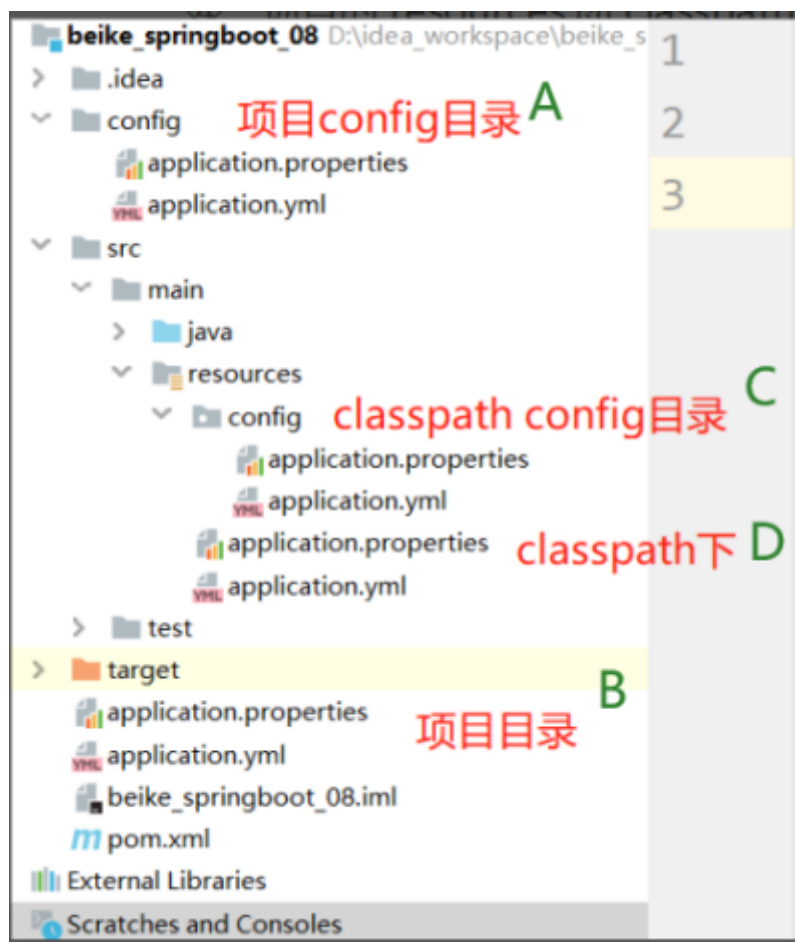 beike_springboot_08 D:\idea_workspace\beike_s 1
.idea
config 项目config目录 A 2
application.properties
application.yml 3
src
main
java
resources
config classpath config目录 C
application.properties
application.yml
application.properties classpath下 D
application.yml
test
target
application.properties 项目目录 B
application.yml
beike_springboot_08.iml
pom.xml
External Libraries
Scratches and Consoles